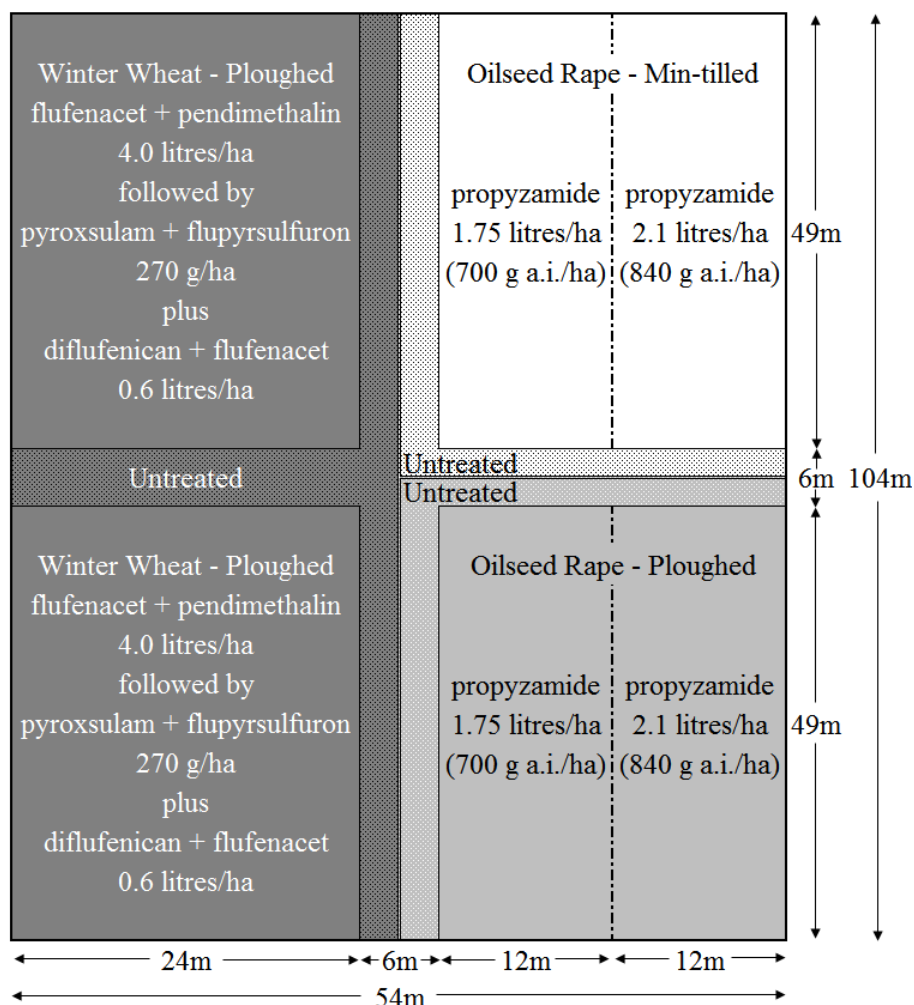 Winter Wheat - Ploughed
flufenacet + pendimethalin
4.0 litres/ha
followed by
pyroxsulam + flupyrsulfuron
270 g/ha
plus
diflufenican + flufenacet
0.6 litres/ha
Oilseed Rape - Min-tilled
propyzamide
1.75 litres/ha
(700 g a.i./ha)
propyzamide
2.1 litres/ha
(840 g a.i./ha)
49m
Untreated
Untreated
Untreated
6m
104m
Winter Wheat - Ploughed
flufenacet + pendimethalin
4.0 litres/ha
followed by
pyroxsulam + flupyrsulfuron
270 g/ha
plus
diflufenican + flufenacet
0.6 litres/ha
Oilseed Rape - Ploughed
propyzamide
1.75 litres/ha
(700 g a.i./ha)
propyzamide
2.1 litres/ha
(840 g a.i./ha)
49m
24m
6m
12m
12m
54m